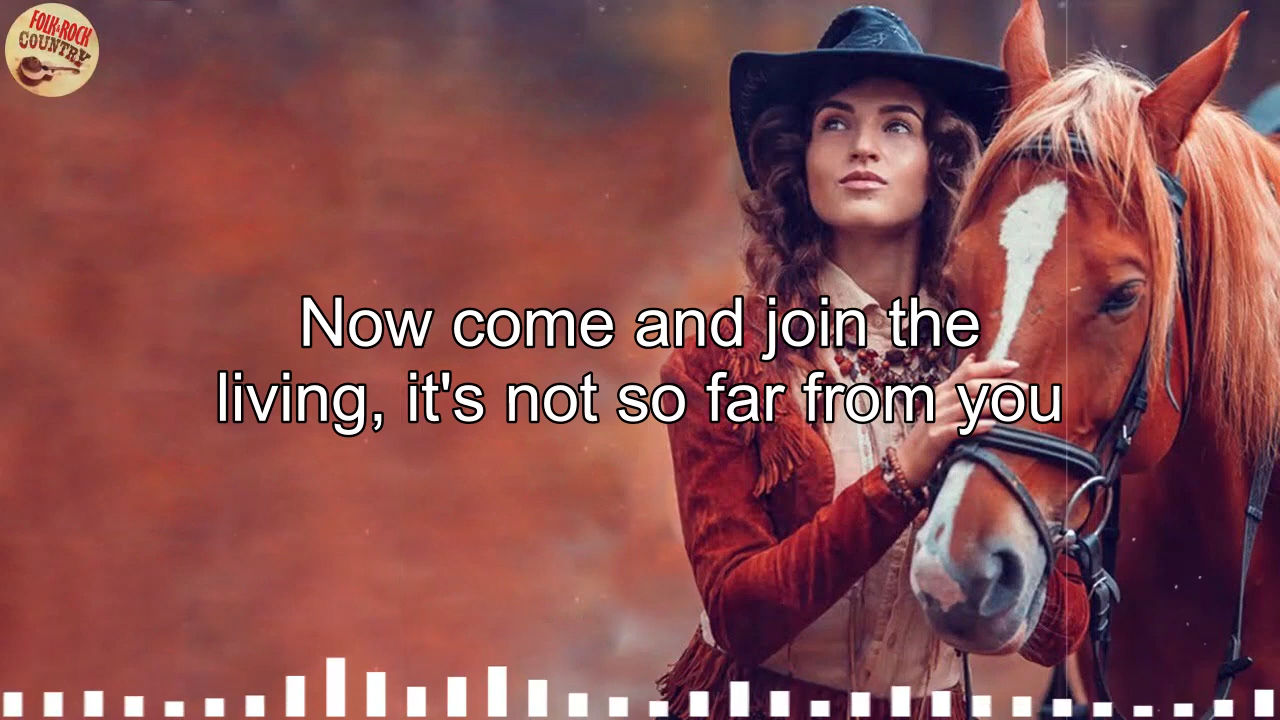 FOLK & ROCK
COUNTRY
Now come and join the
living, it's not so far from you